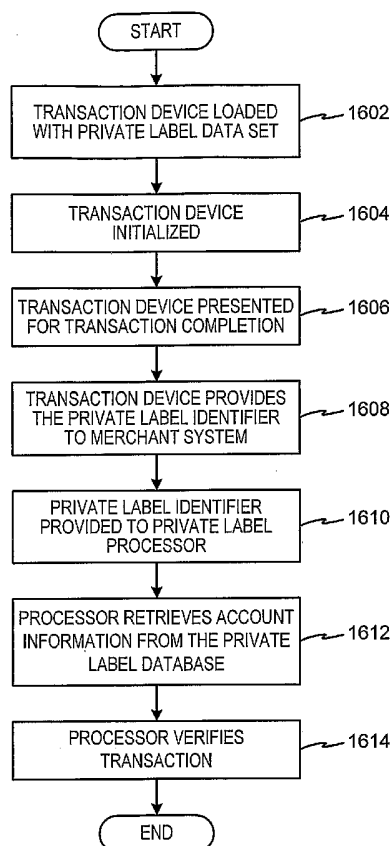 START
TRANSACTION DEVICE LOADED
WITH PRIVATE LABEL DATA SET
1602
TRANSACTION DEVICE
INITIALIZED
1604
TRANSACTION DEVICE PRESENTED
FOR TRANSACTION COMPLETION
1606
TRANSACTION DEVICE PROVIDES
THE PRIVATE LABEL IDENTIFIER
TO MERCHANT SYSTEM
1608
PRIVATE LABEL IDENTIFIER
PROVIDED TO PRIVATE LABEL
PROCESSOR
1610
PROCESSOR RETRIEVES ACCOUNT
INFORMATION FROM THE PRIVATE
LABEL DATABASE
1612
PROCESSOR VERIFIES
TRANSACTION
1614
END